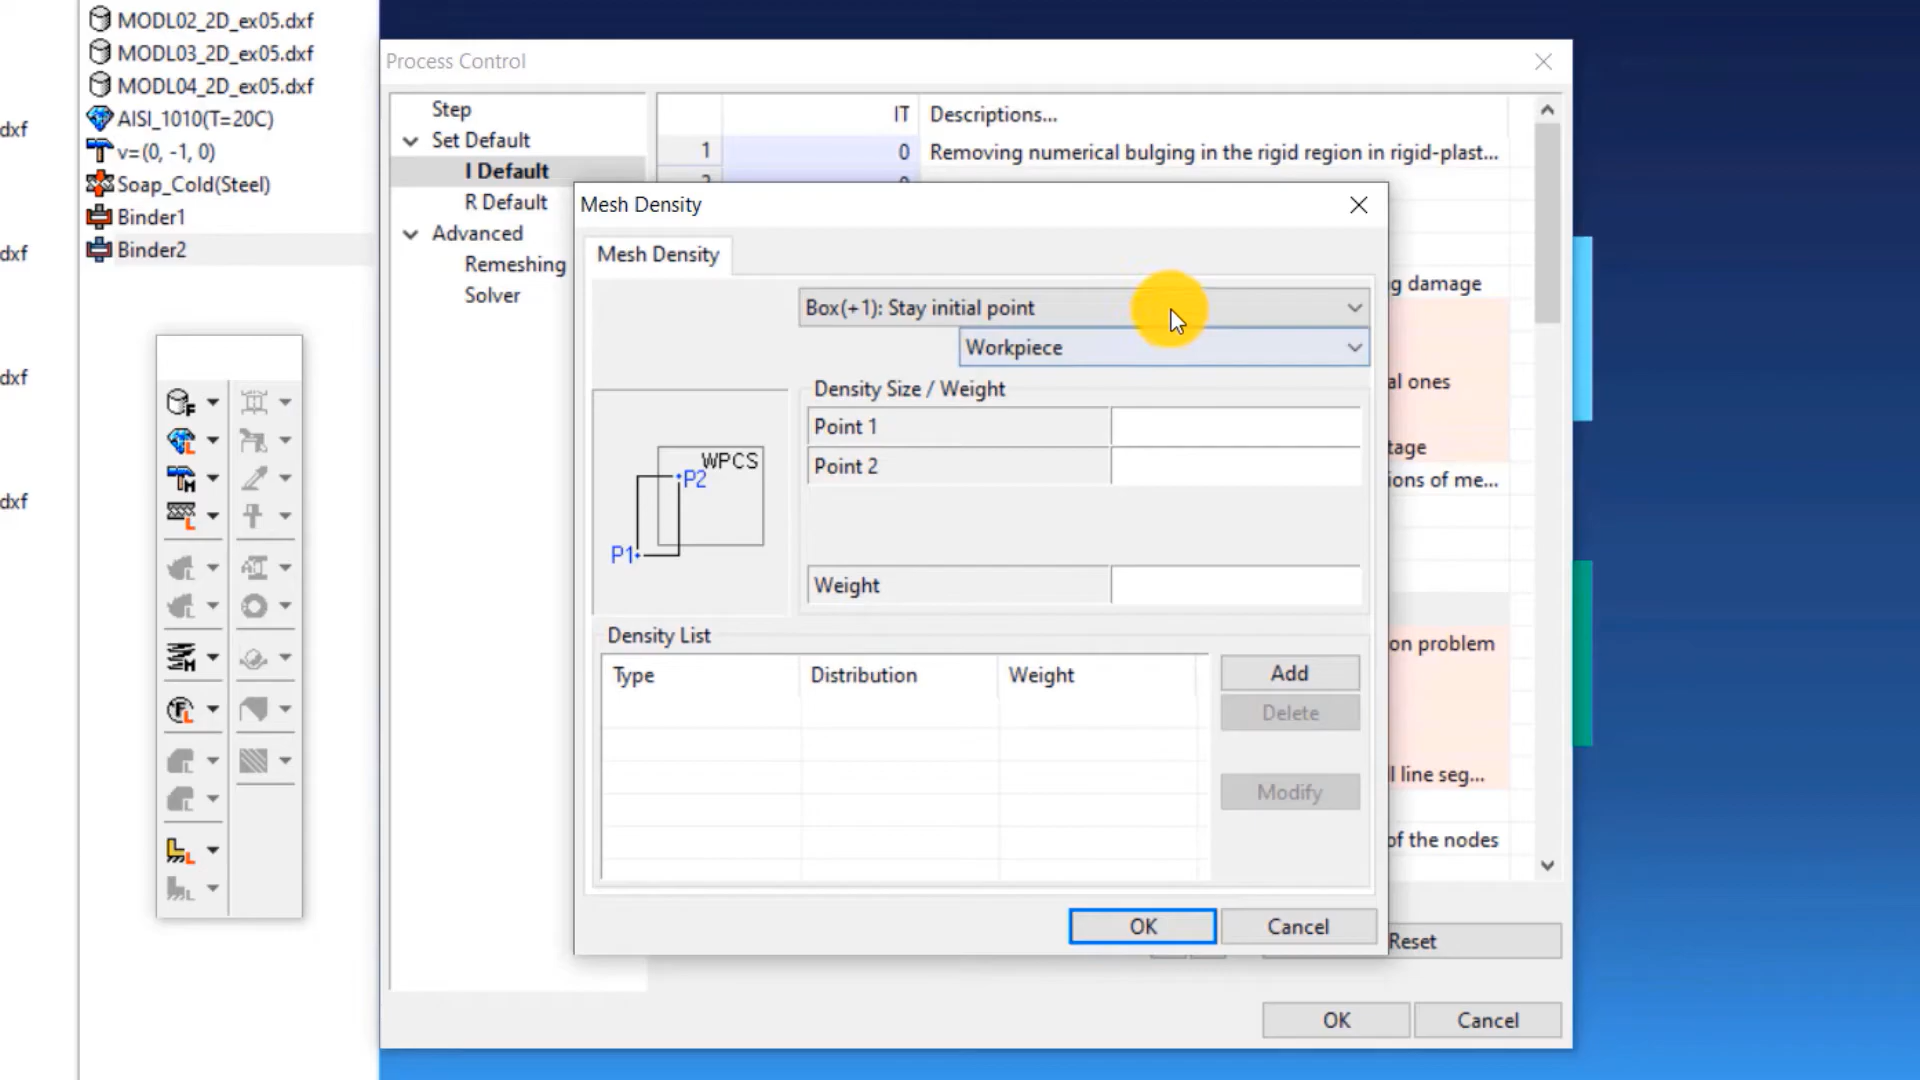 MODL02_2D_ex05.dxf
MODL03_2D_ex05.dxf
MODL04_2D_ex05.dxf
AISI_1010(T=20C)
v=(0, -1, 0)
Soap_Cold(Steel)
Binder1
Binder2
dxf
dxf
dxf
dxf
Process Control
Step
Set Default
I Default
R Default
Advanced
Remeshing
Solver
IT Descriptions...
1 0 Removing numerical bulging in the rigid region in rigid-plast...
g damage
al ones
tage
ions of me...
on problem
l line seg...
of the nodes
Reset
OK Cancel
Mesh Density
Mesh Density
Box(+1): Stay initial point
Workpiece
WPCS
P2
P1
Density Size / Weight
Point 1
Point 2
Weight
Density List
Type Distribution Weight
Add
Delete
Modify
OK Cancel